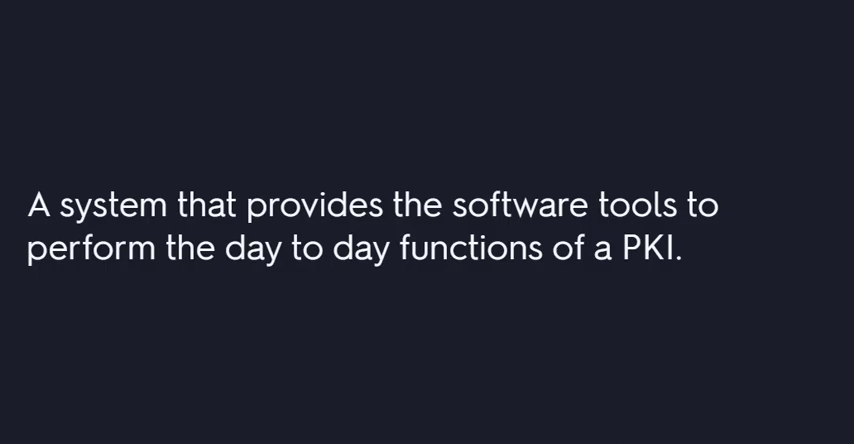 A system that provides the software tools to
perform the day to day functions of a PKI.